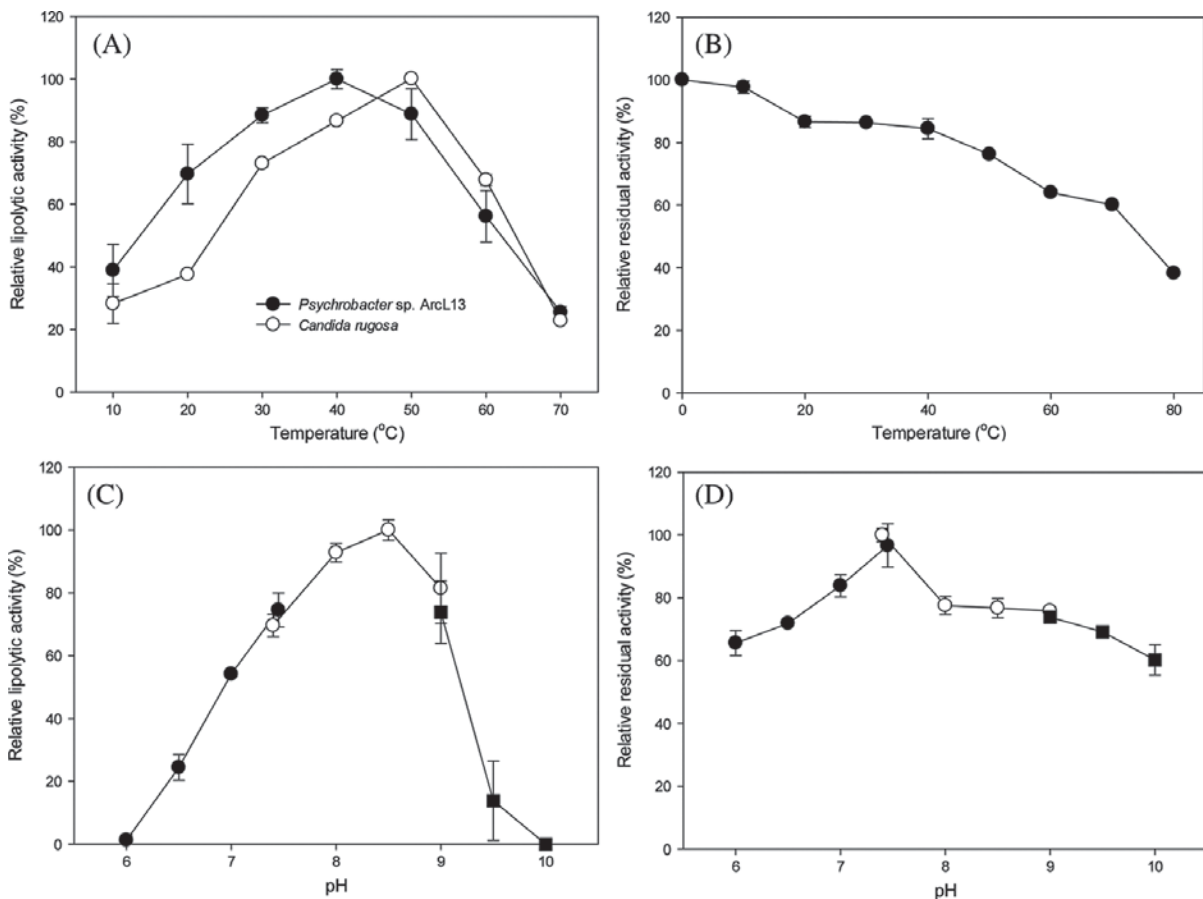 (A)
Relative lipolytic activity (%)
120
100
80
60
40
20
0
Psychrobacter sp. ArcL13
Candida rugosa
10 20 30 40 50 60 70
Temperature (°C)
(B)
Relative residual activity (%)
120
100
80
60
40
20
0
0 20 40 60 80
Temperature (°C)
(C)
Relative lipolytic activity (%)
120
100
80
60
40
20
0
6 7 8 9 10
pH
(D)
Relative residual activity (%)
120
100
80
60
40
20
0
6 7 8 9 10
pH